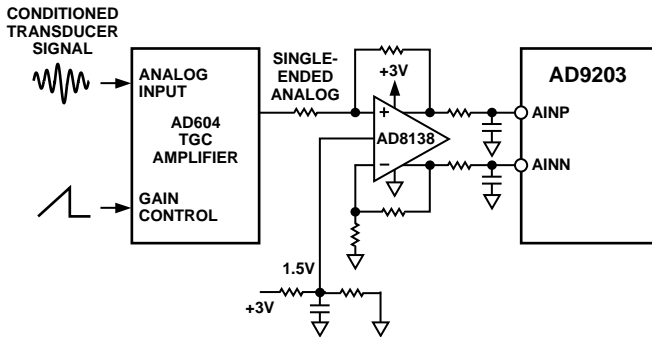 CONDITIONED
TRANSDUCER
SIGNAL
ANALOG
INPUT
AD604
TGC
AMPLIFIER
GAIN
CONTROL
SINGLE-
ENDED
ANALOG
+3V
+
AD8138
–
1.5V
+3V
AD9203
AINP
AINN